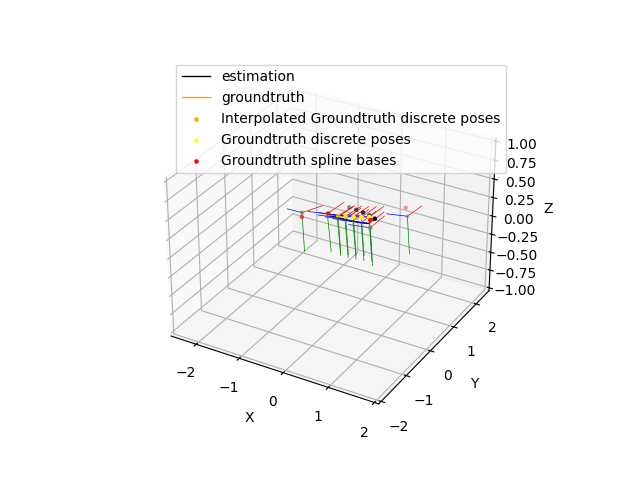 estimation
groundtruth
Interpolated Groundtruth discrete poses
Groundtruth discrete poses
Groundtruth spline bases
1.00
0.75
0.50
0.25
0.00
−0.25
−0.50
−0.75
−1.00
Z
−2
−1
0
1
2
X
−2
−1
0
1
2
Y